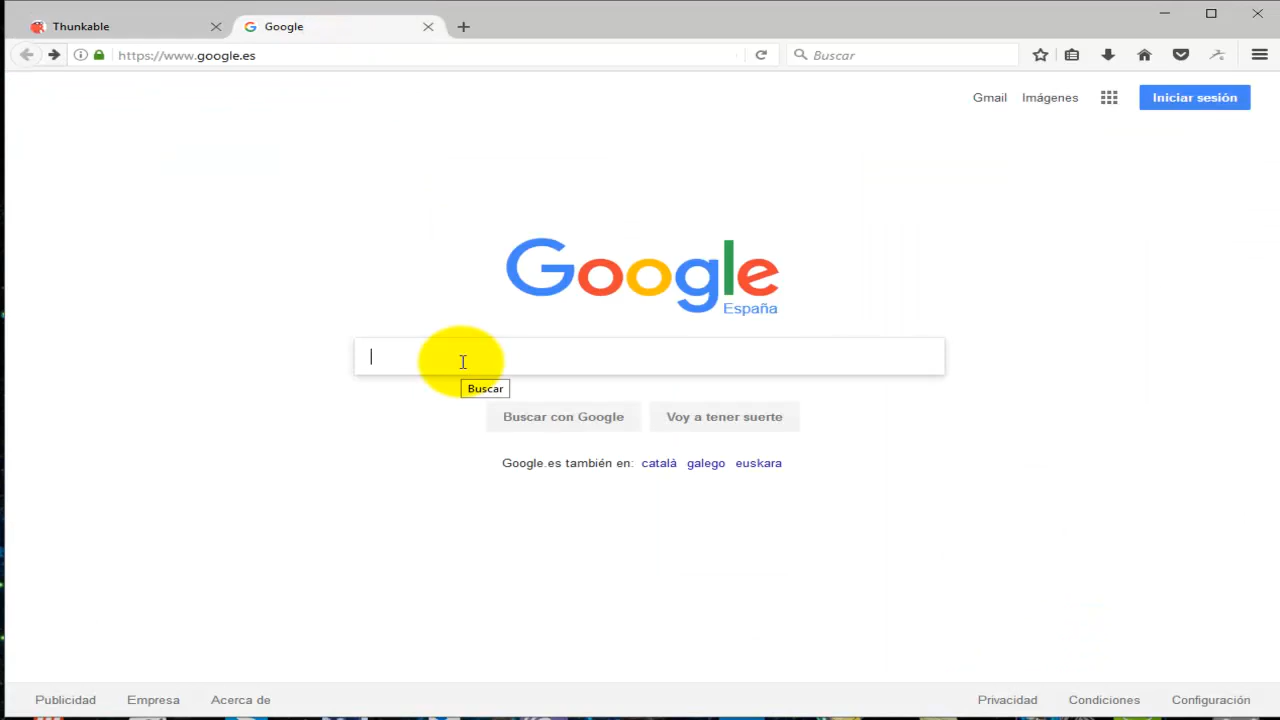 Thunkable
Google
https://www.google.es
Buscar
Gmail Imágenes Iniciar sesión
Google
España
Buscar
Buscar con Google Voy a tener suerte
Google.es también en: català galego euskara
Publicidad Empresa Acerca de Privacidad Condiciones Configuración